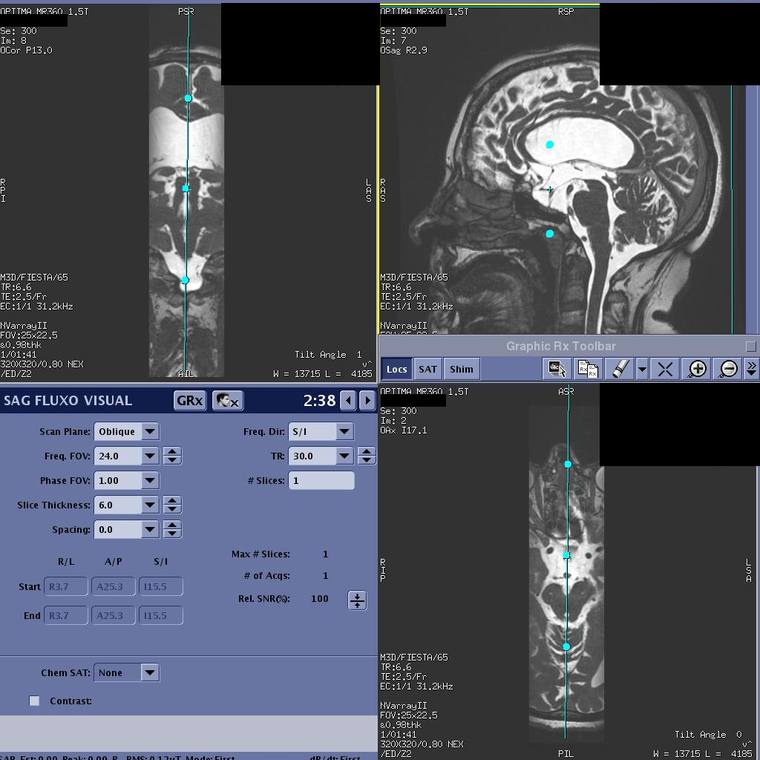 OPTIMA MR360 1.5T
PSR
Se: 300
Im: 8
OCor P13.0
R
P
I
L
A
S
M3D/FIESTA/65
TR:6.6
TE:2.5/Fr
EC:1/1 31.2kHz
NVarrayII
FOV:25x22.5
1/01:41
320X320/0.80 NEX
/ED/Z2
AIL
Tilt Angle 1
v^
W = 13715 L = 4185
OPTIMA MR360 1.5T
RSP
Se: 300
Im: 7
OSag R2.9
R
A
S
M3D/FIESTA/65
TR:6.6
TE:2.5/Fr
EC:1/1 31.2kHz
NVarrayII
Graphic Rx Toolbar
Locs
SAT
Shim
SAG FLUXO VISUAL
GRx
2:38
Scan Plane: Oblique
Freq. Dir: S/I
Freq. FOV: 24.0
TR: 30.0
Phase FOV: 1.00
# Slices: 1
Slice Thickness: 6.0
Spacing: 0.0
R/L A/P S/I
Start R3.7 A25.3 I15.5
End R3.7 A25.3 I15.5
Max # Slices: 1
# of Acqs: 1
Rel. SNR(%): 100
Chem SAT: None
Contrast:
OPTIMA MR360 1.5T
ASR
Se: 300
Im: 2
OAx I17.1
R
I
P
L
S
A
M3D/FIESTA/65
TR:6.6
TE:2.5/Fr
EC:1/1 31.2kHz
NVarrayII
FOV:25x22.5
1/01:41
320X320/0.80 NEX
/ED/Z2
PIL
Tilt Angle 0
v^
W = 13715 L = 4185